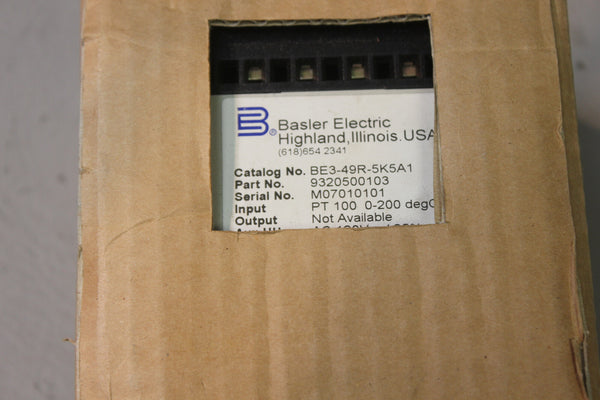 B®
Basler Electric
Highland,Illinois.USA
(618)654.2341
Catalog No. BE3-49R-5K5A1
Part No. 9320500103
Serial No. M07010101
Input PT 100 0-200 degC
Output Not Available